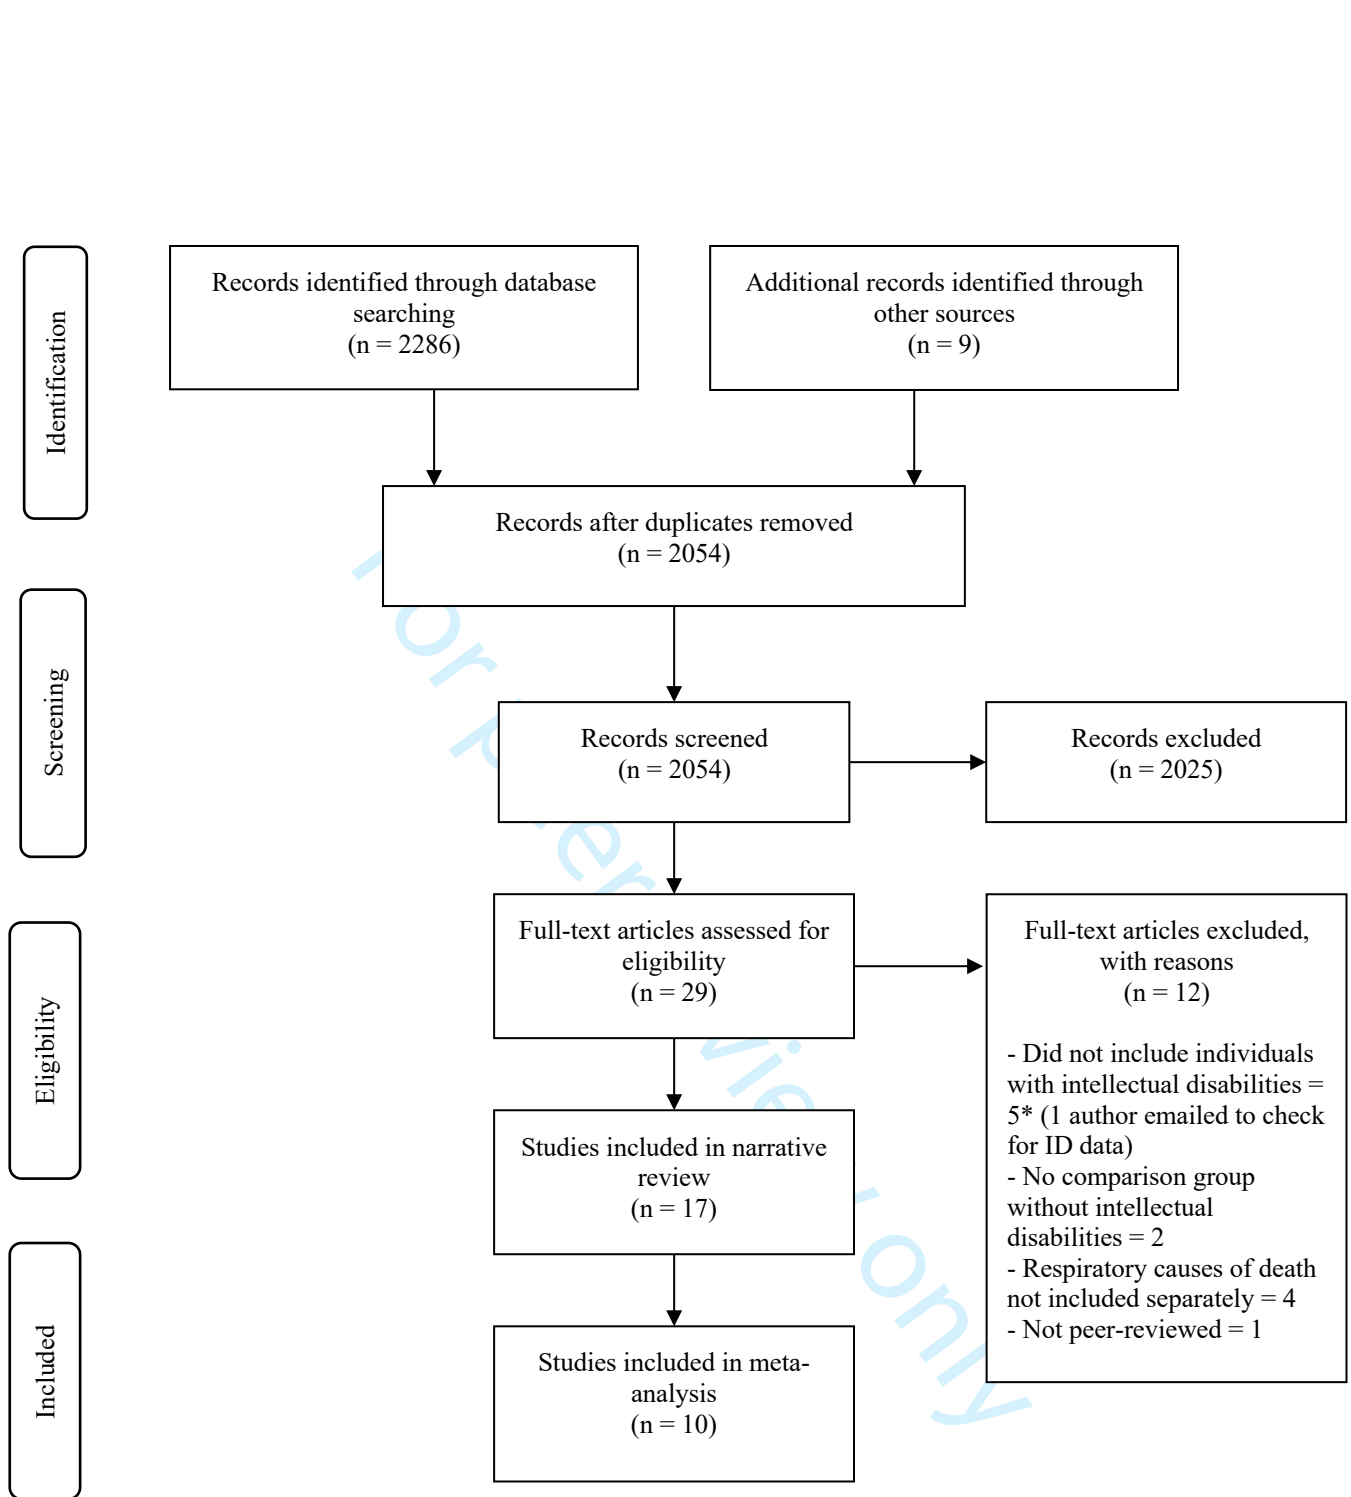 Identification
Records identified through database
searching
(n = 2286)
Additional records identified through
other sources
(n = 9)
Records after duplicates removed
(n = 2054)
Screening
Records screened
(n = 2054)
Records excluded
(n = 2025)
Eligibility
Full-text articles assessed for
eligibility
(n = 29)
Full-text articles excluded,
with reasons
(n = 12)
- Did not include individuals
with intellectual disabilities =
5* (1 author emailed to check
for ID data)
- No comparison group
without intellectual
disabilities = 2
- Respiratory causes of death
not included separately = 4
- Not peer-reviewed = 1
Studies included in narrative
review
(n = 17)
Included
Studies included in meta-
analysis
(n = 10)
only